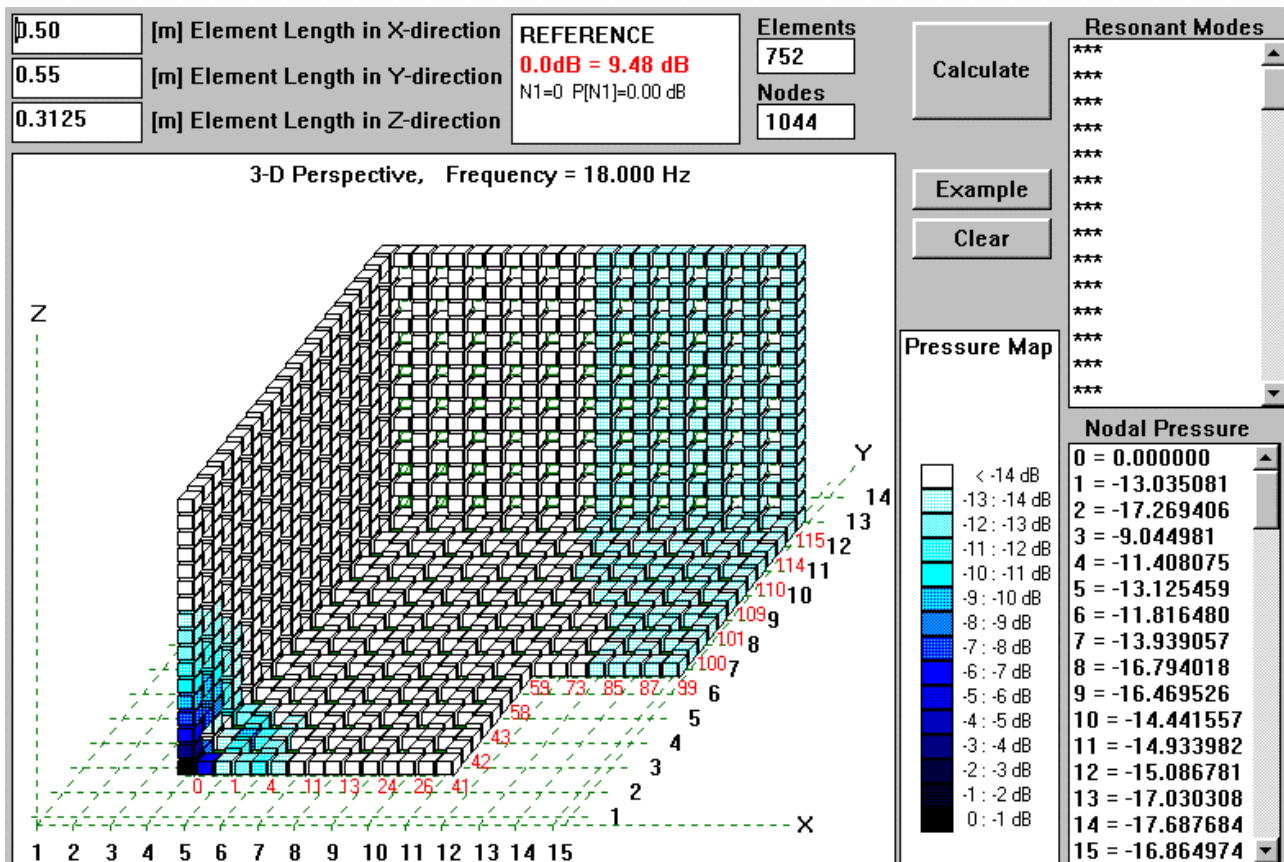 0.50 [m] Element Length in X-direction
0.55 [m] Element Length in Y-direction
0.3125 [m] Element Length in Z-direction
REFERENCE
0.0dB = 9.48 dB
N1=0 P[N1]=0.00 dB
Elements
752
Nodes
1044
Calculate
Example
Clear
Resonant Modes
***
***
***
***
***
***
***
***
***
***
***
***
***
***
3-D Perspective, Frequency = 18.000 Hz
Z
Y
X
14
13
12
11
10
9
8
7
6
5
4
3
2
1
115
114
110
109
101
100
59 73 85 87 99
58
43
42
0 1 4 11 13 24 26 41
1 2 3 4 5 6 7 8 9 10 11 12 13 14 15
Pressure Map
< -14 dB
-13 : -14 dB
-12 : -13 dB
-11 : -12 dB
-10 : -11 dB
-9 : -10 dB
-8 : -9 dB
-7 : -8 dB
-6 : -7 dB
-5 : -6 dB
-4 : -5 dB
-3 : -4 dB
-2 : -3 dB
-1 : -2 dB
0 : -1 dB
Nodal Pressure
0 = 0.000000
1 = -13.035081
2 = -17.269406
3 = -9.044981
4 = -11.408075
5 = -13.125459
6 = -11.816480
7 = -13.939057
8 = -16.794018
9 = -16.469526
10 = -14.441557
11 = -14.933982
12 = -15.086781
13 = -17.030308
14 = -17.687684
15 = -16.864974